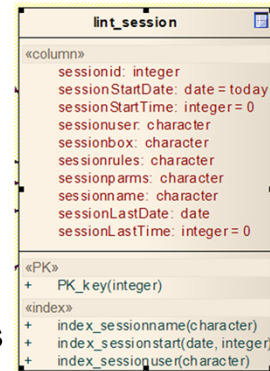 lint_session
«column»
sessionid: integer
sessionStartDate: date = today
sessionStartTime: integer = 0
sessionuser: character
sessionbox: character
sessionrules: character
sessionparms: character
sessionname: character
sessionLastDate: date
sessionLastTime: integer = 0
«PK»
+ PK_key(integer)
«index»
+ index_sessionname(character)
+ index_sessionstart(date, integer)
+ index_sessionuser(character)
s